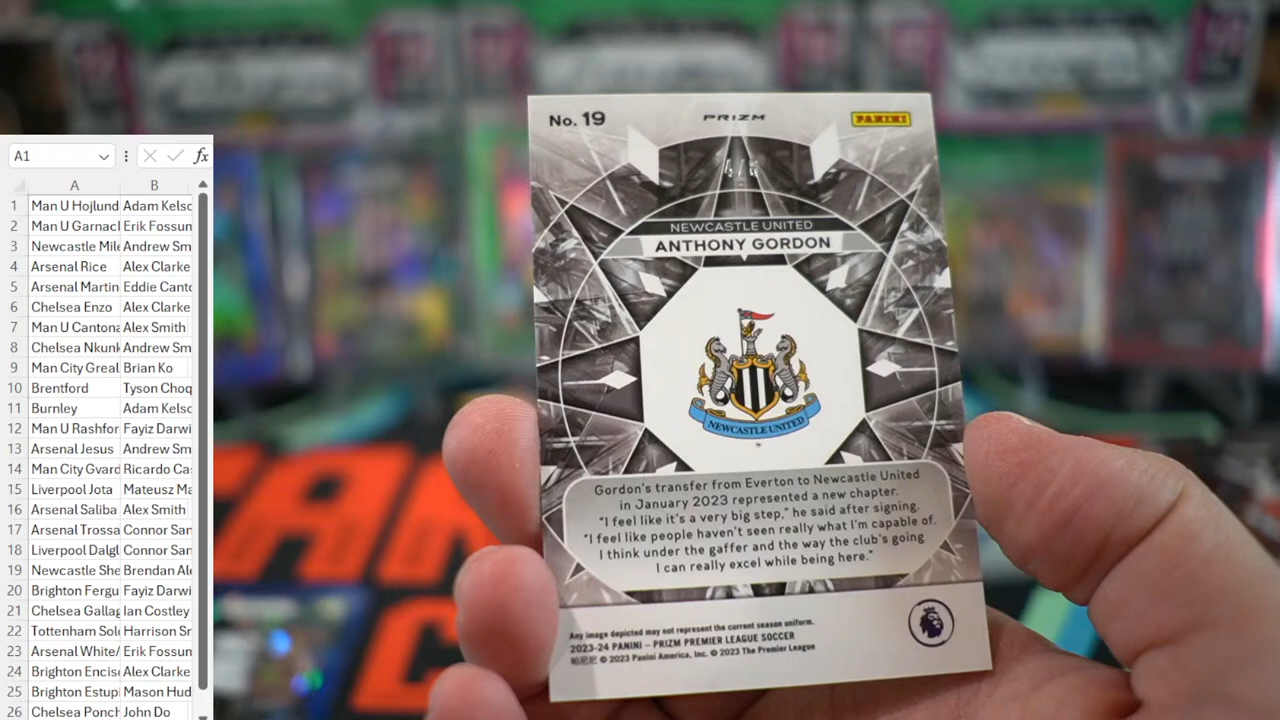 A1
fx
A B
1 Man U Hojlund Adam Kelso
2 Man U Garnacl Erik Fossun
3 Newcastle Mile Andrew Sm
4 Arsenal Rice Alex Clarke
5 Arsenal Martin Eddie Canto
6 Chelsea Enzo Alex Clarke
7 Man U Cantona Alex Smith
8 Chelsea Nkunk Andrew Sm
9 Man City Greal Brian Ko
10 Brentford Tyson Choq
11 Burnley Adam Kelso
12 Man U Rashfor Fayiz Darwi
13 Arsenal Jesus Andrew Sm
14 Man City Gvard Ricardo Cas
15 Liverpool Jota Mateusz Ma
16 Arsenal Saliba Alex Smith
17 Arsenal Trossa Connor San
18 Liverpool Dalgl Connor San
19 Newcastle She Brendan Ale
20 Brighton Fergu Fayiz Darwi
21 Chelsea Gallag Ian Costley
22 Tottenham Solo Harrison Sr
23 Arsenal White/ Erik Fossun
24 Brighton Encis Alex Clarke
25 Brighton Estup Mason Hud
26 Chelsea Ponch John Do
No. 19
PRIZM
PANINI
NEWCASTLE UNITED
ANTHONY GORDON
NEWCASTLE UNITED
Gordon's transfer from Everton to Newcastle United
in January 2023 represented a new chapter.
"I feel like it's a very big step," he said after signing.
"I feel like people haven't seen really what I'm capable of.
I think under the gaffer and the way the club's going
I can really excel while being here."
Any image depicted may not represent the current season uniform.
2023-24 PANINI – PRIZM PREMIER LEAGUE SOCCER
© 2023 Panini America, Inc. © 2023 The Premier League